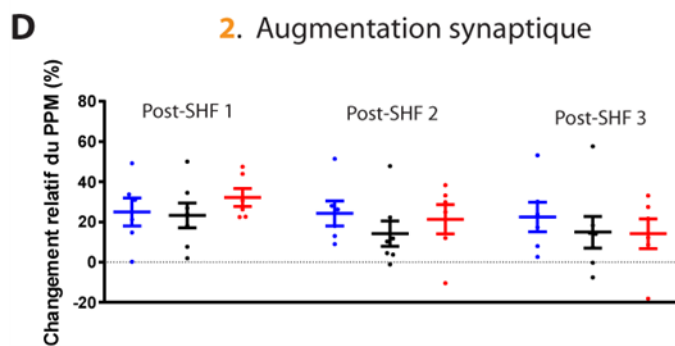 D
2. Augmentation synaptique
Changement relatif du PPM (%)
80
60
40
20
0
-20
Post-SHF 1
Post-SHF 2
Post-SHF 3